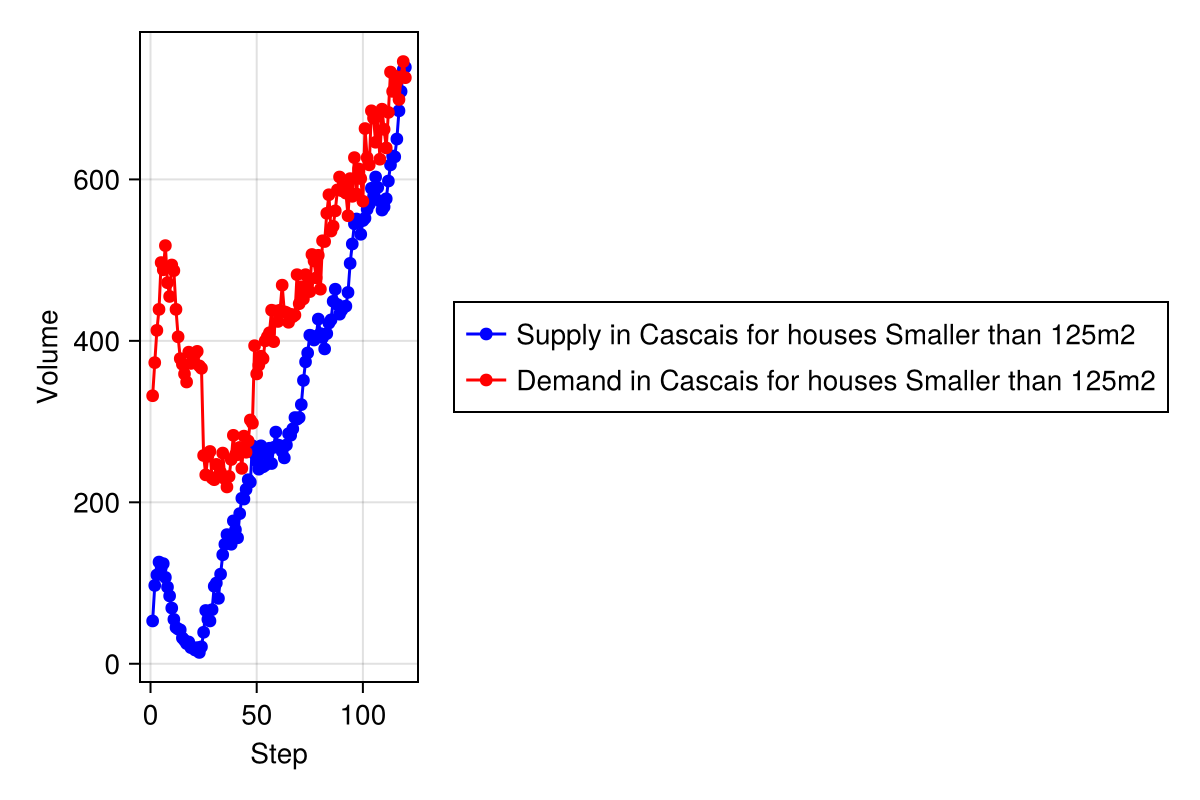 Volume
600
400
200
0
0 50 100
Step
Supply in Cascais for houses Smaller than 125m2
Demand in Cascais for houses Smaller than 125m2